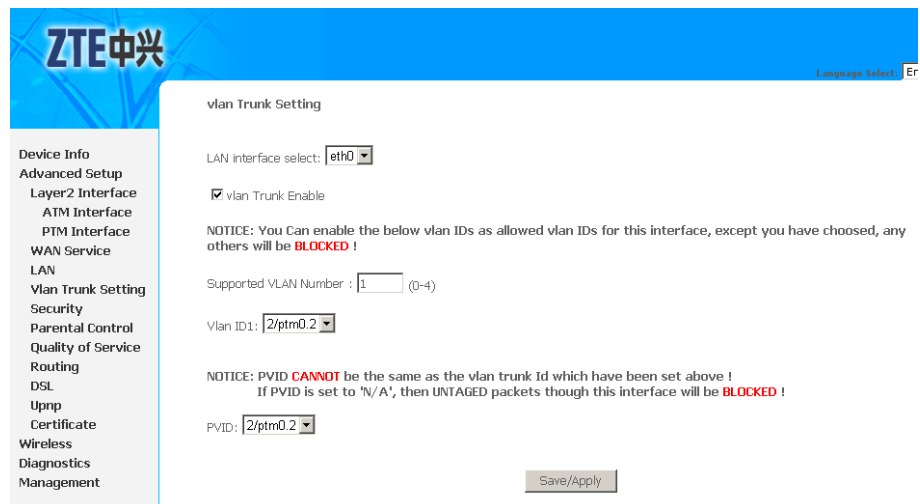 ZTE中兴
Language Select: En
vlan Trunk Setting
Device Info
Advanced Setup
Layer2 Interface
ATM Interface
PTM Interface
WAN Service
LAN
Vlan Trunk Setting
Security
Parental Control
Quality of Service
Routing
DSL
Upnp
Certificate
Wireless
Diagnostics
Management
LAN interface select: eth0
vlan Trunk Enable
NOTICE: You Can enable the below vlan IDs as allowed vlan IDs for this interface, except you have choosed, any
others will be BLOCKED !
Supported VLAN Number : 1 (0-4)
Vlan ID1: 2/ptm0.2
NOTICE: PVID CANNOT be the same as the vlan trunk Id which have been set above !
If PVID is set to 'N/A', then UNTAGED packets though this interface will be BLOCKED !
PVID: 2/ptm0.2
Save/Apply